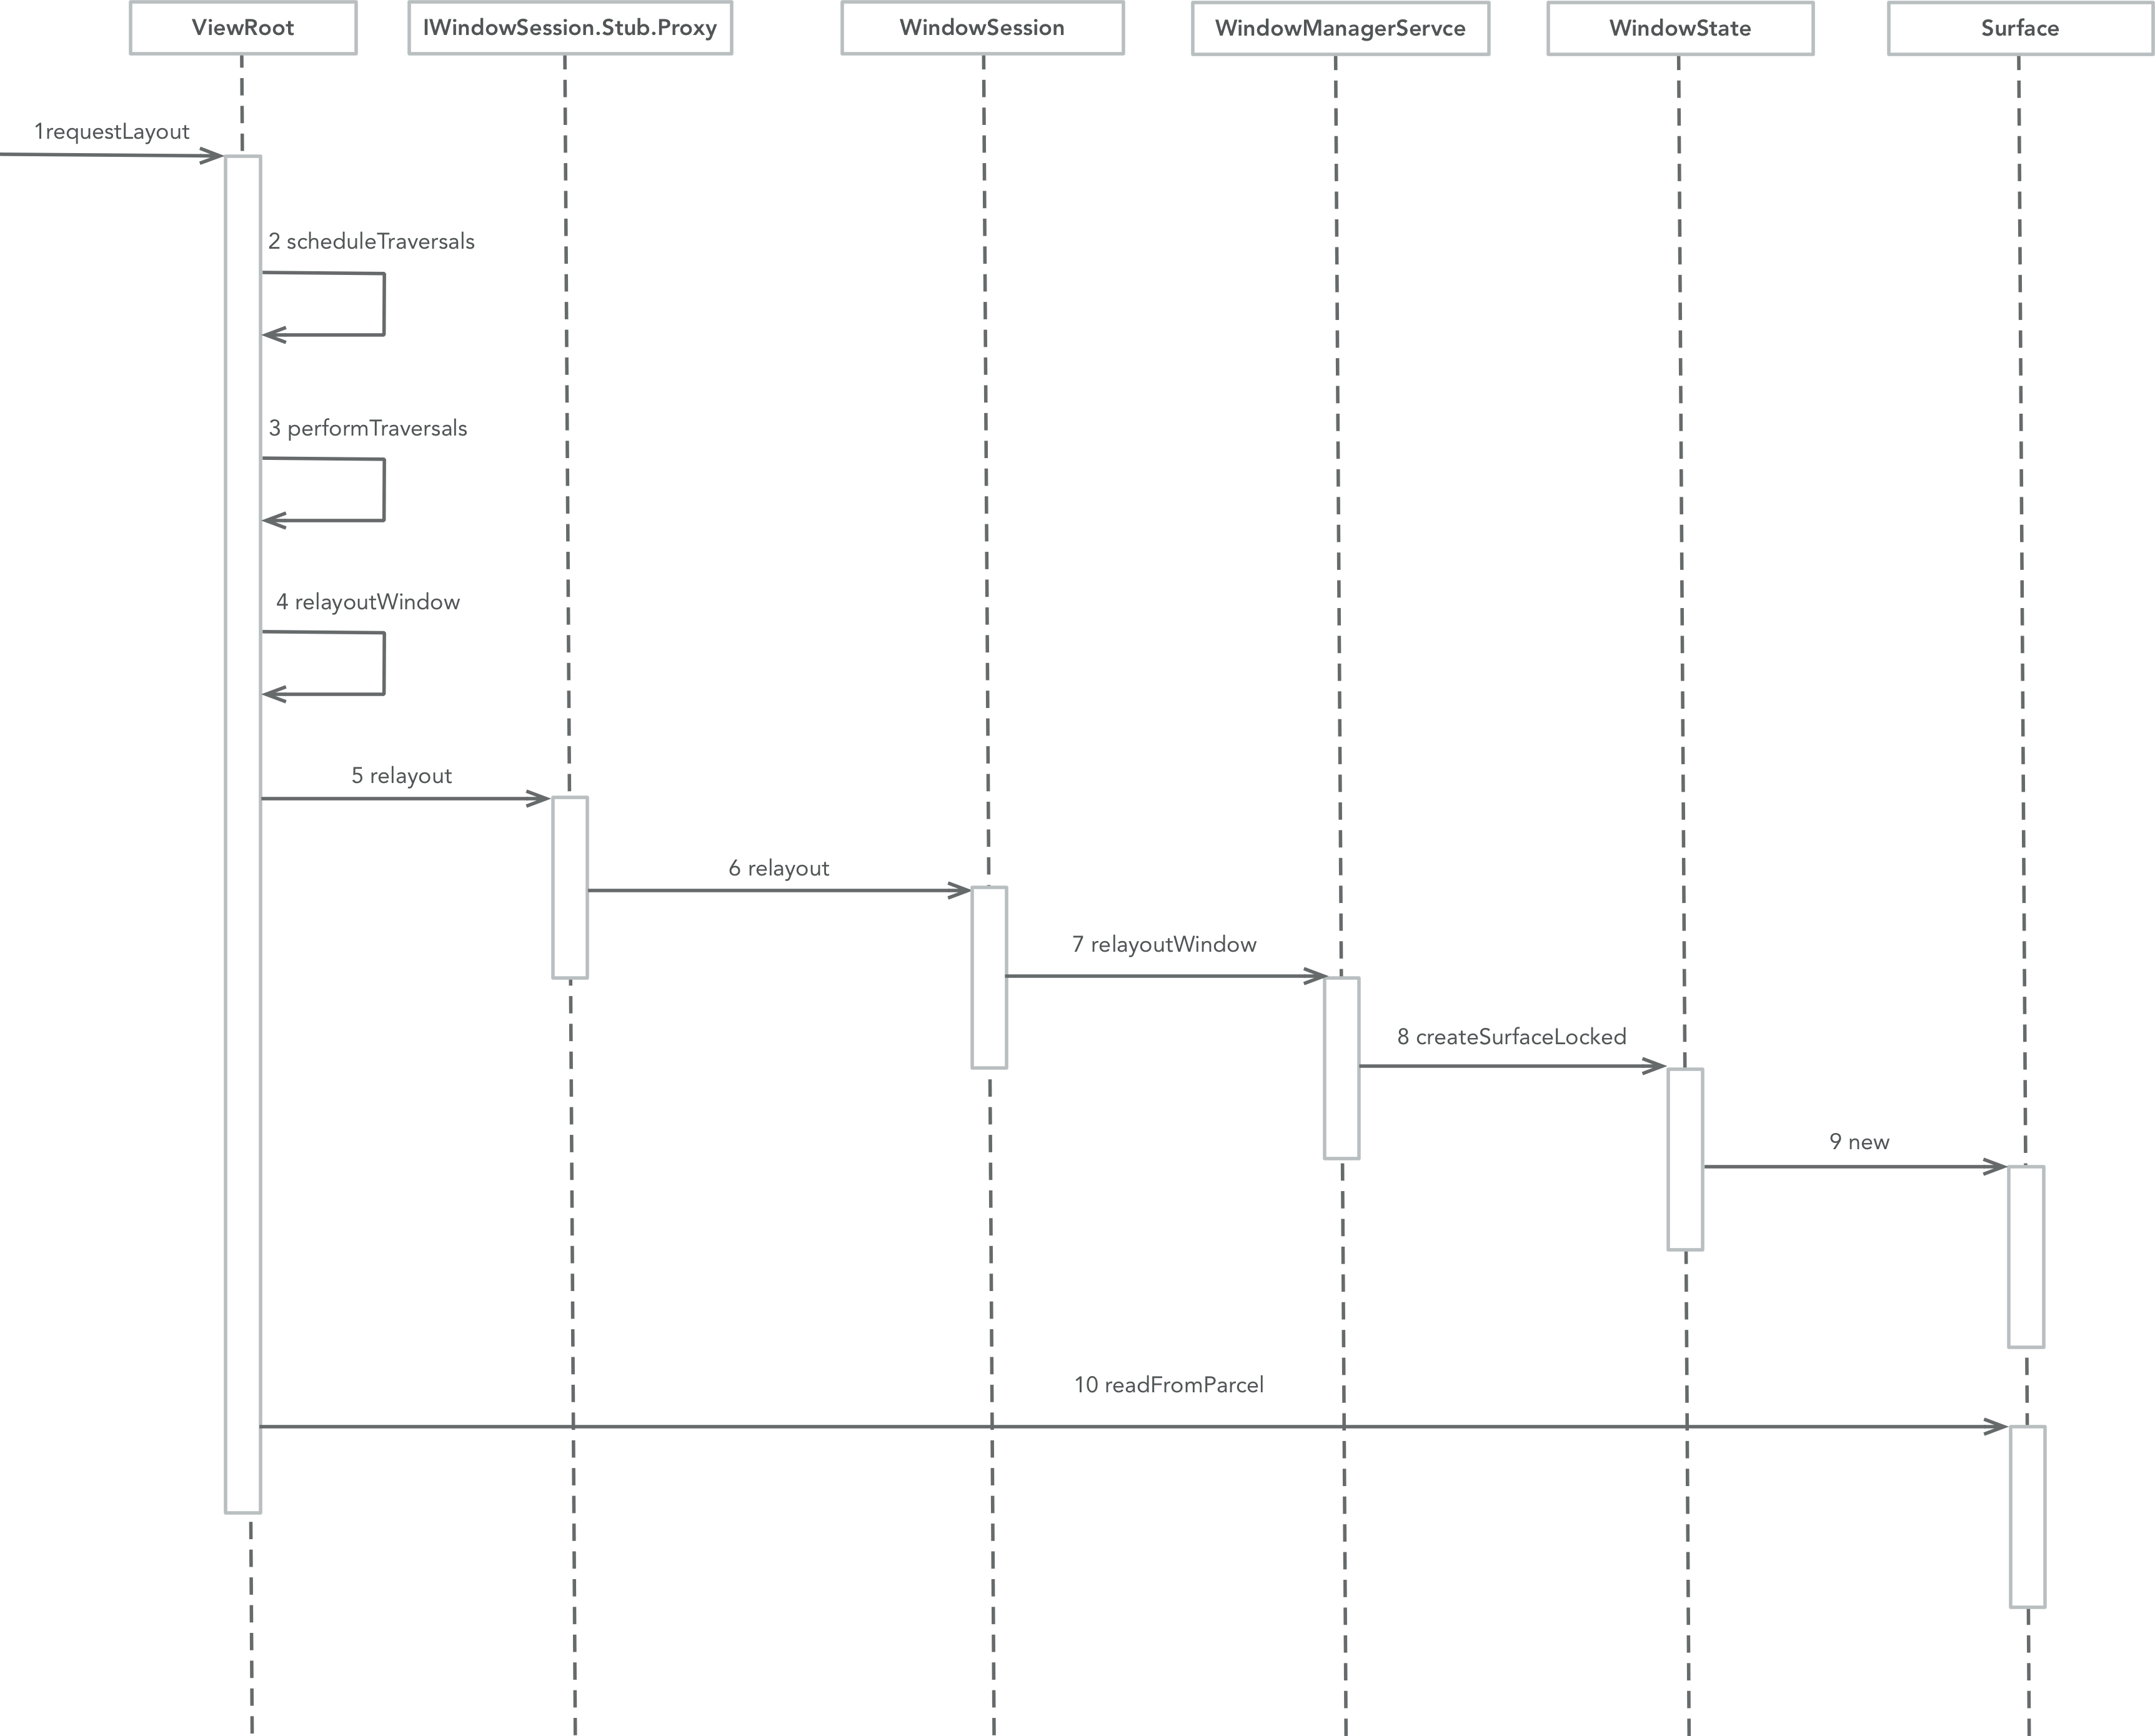 ViewRoot
IWindowSession.Stub.Proxy
WindowSession
WindowManagerServce
WindowState
Surface
1requestLayout
2 scheduleTraversals
3 performTraversals
4 relayoutWindow
5 relayout
6 relayout
7 relayoutWindow
8 createSurfaceLocked
9 new
10 readFromParcel